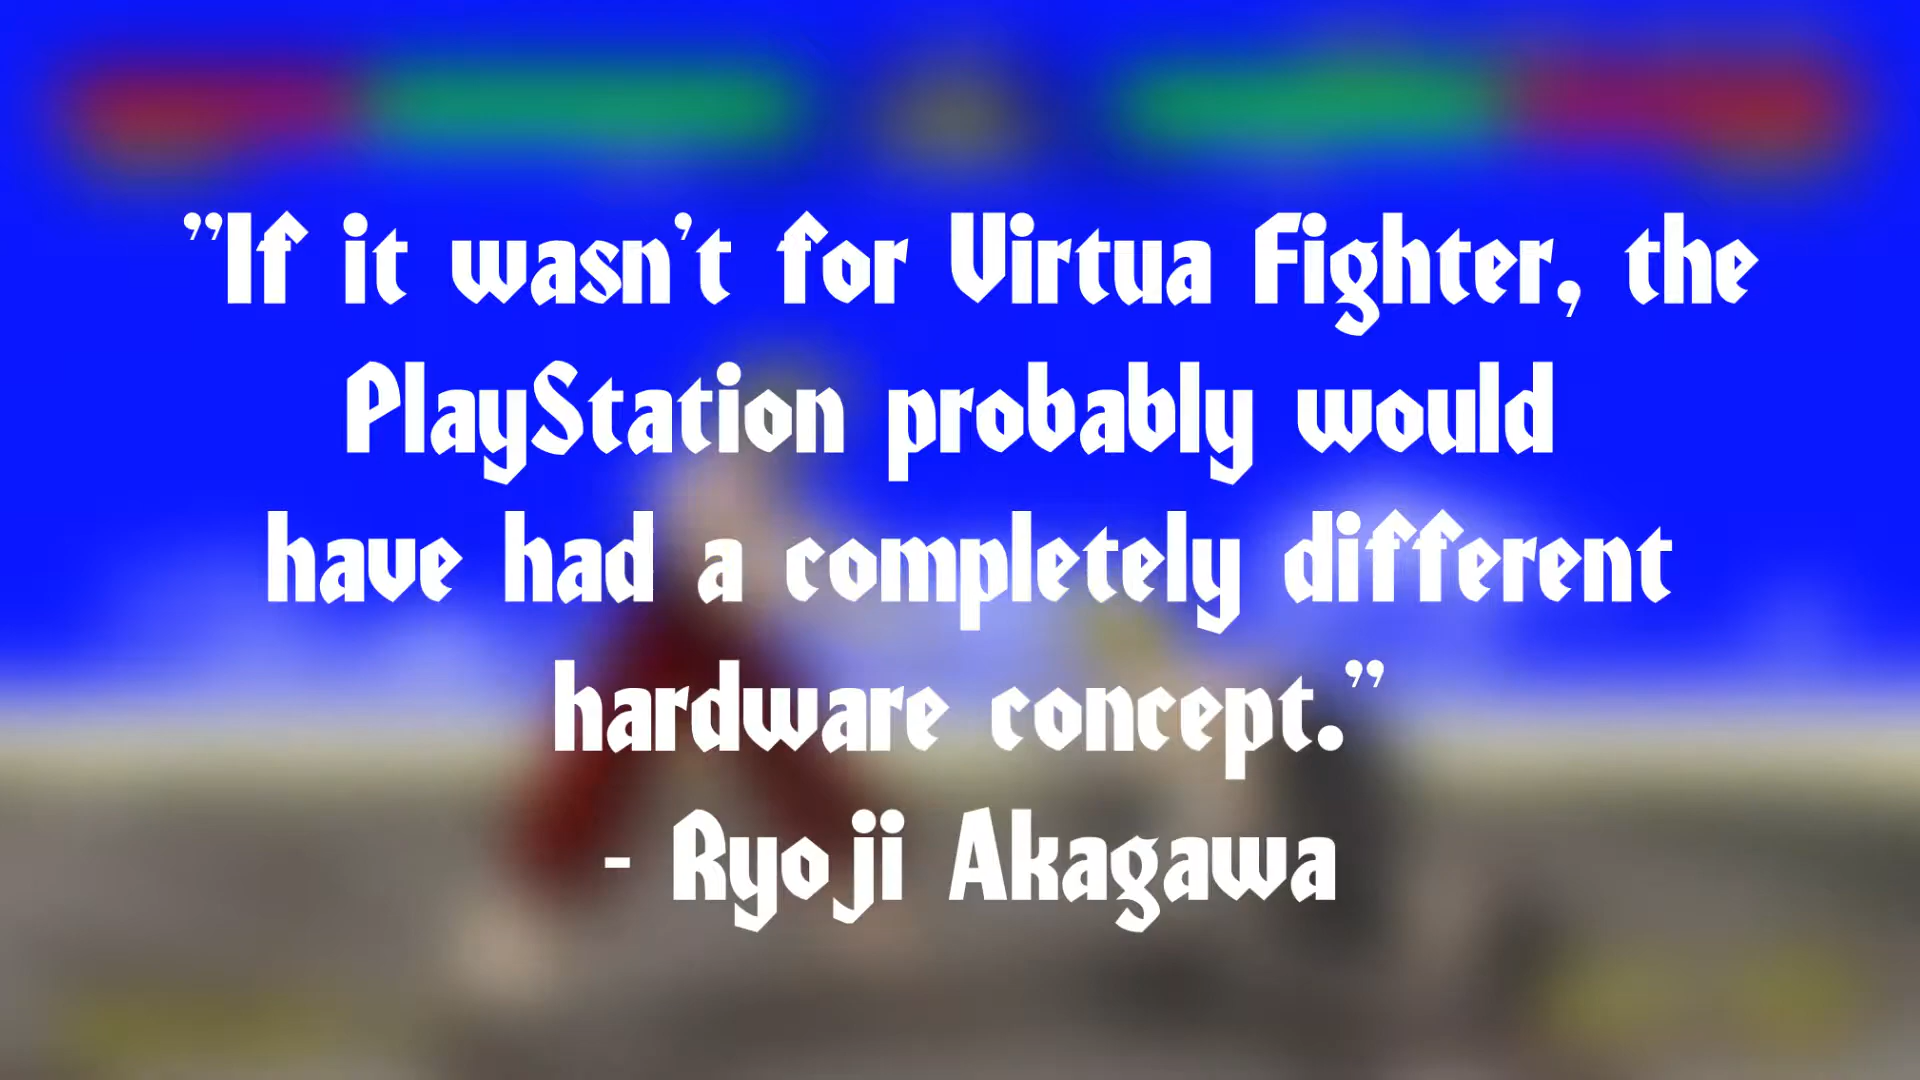 ”If it wasn’t for Virtua Fighter, the
PlayStation probably would
have had a completely different
hardware concept.”
- Ryoji Akagawa